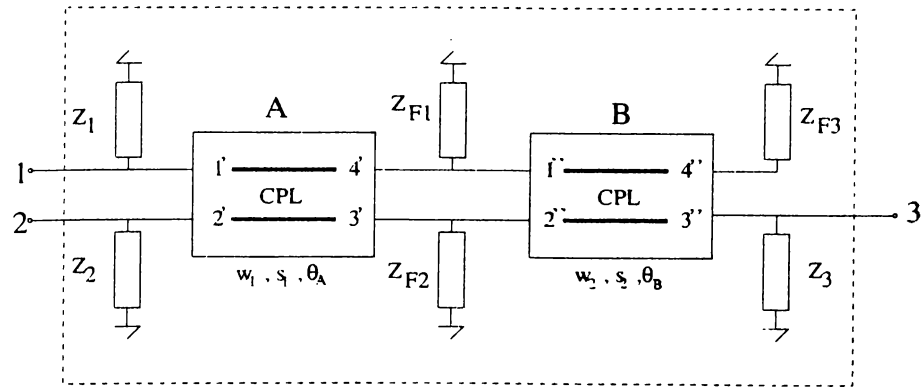 A
B
Z1
ZF1
ZF3
1
1' 4'
1'' 4''
CPL
CPL
2
2' 3'
2'' 3''
3
Z2
w1 , s1 , θA
ZF2
w2 , s2 , θB
Z3